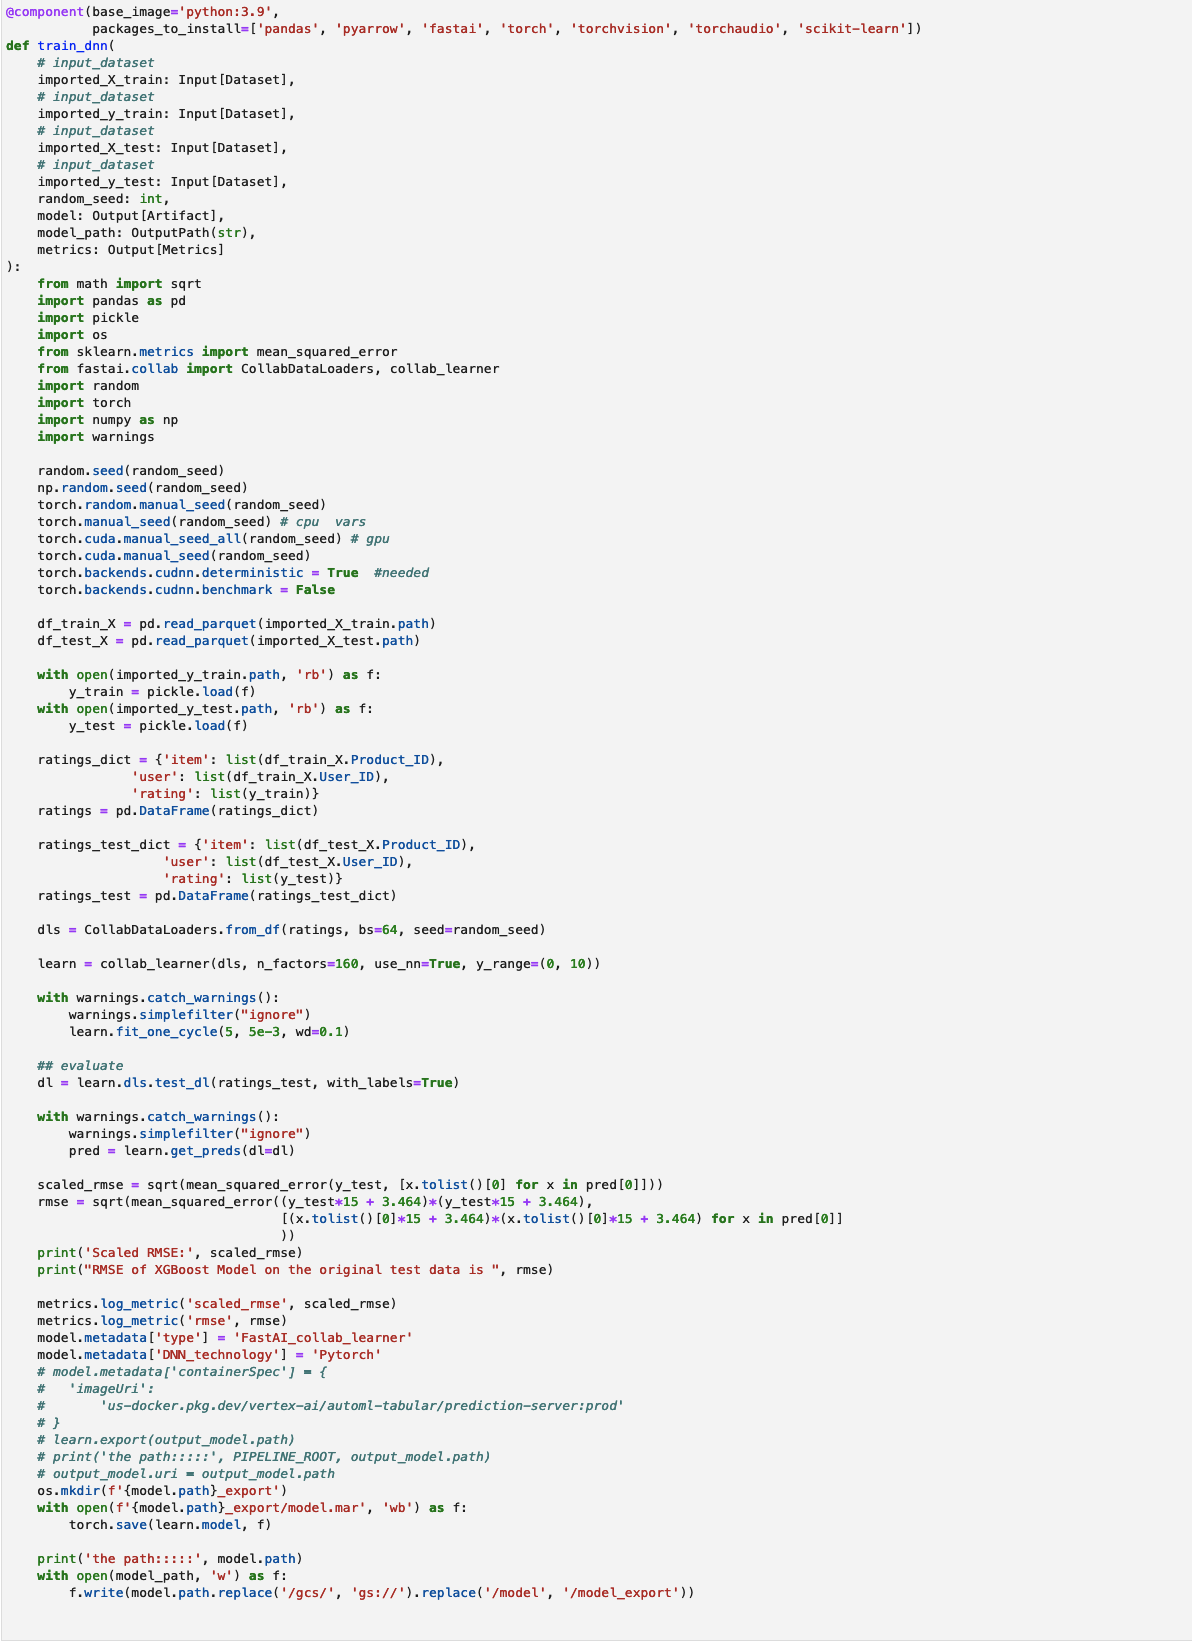 @component(base_image='python:3.9',
           packages_to_install=['pandas', 'pyarrow', 'fastai', 'torch', 'torchvision', 'torchaudio', 'scikit-learn'])
def train_dnn(
    # input_dataset
    imported_X_train: Input[Dataset],
    # input_dataset
    imported_y_train: Input[Dataset],
    # input_dataset
    imported_X_test: Input[Dataset],
    # input_dataset
    imported_y_test: Input[Dataset],
    random_seed: int,
    model: Output[Artifact],
    model_path: OutputPath(str),
    metrics: Output[Metrics]
):
    from math import sqrt
    import pandas as pd
    import pickle
    import os
    from sklearn.metrics import mean_squared_error
    from fastai.collab import CollabDataLoaders, collab_learner
    import random
    import torch
    import numpy as np
    import warnings

    random.seed(random_seed)
    np.random.seed(random_seed)
    torch.random.manual_seed(random_seed)
    torch.manual_seed(random_seed) # cpu  vars
    torch.cuda.manual_seed_all(random_seed) # gpu
    torch.cuda.manual_seed(random_seed)
    torch.backends.cudnn.deterministic = True  #needed
    torch.backends.cudnn.benchmark = False

    df_train_X = pd.read_parquet(imported_X_train.path)
    df_test_X = pd.read_parquet(imported_X_test.path)

    with open(imported_y_train.path, 'rb') as f:
        y_train = pickle.load(f)
    with open(imported_y_test.path, 'rb') as f:
        y_test = pickle.load(f)

    ratings_dict = {'item': list(df_train_X.Product_ID),
                'user': list(df_train_X.User_ID),
                'rating': list(y_train)}
    ratings = pd.DataFrame(ratings_dict)

    ratings_test_dict = {'item': list(df_test_X.Product_ID),
                    'user': list(df_test_X.User_ID),
                    'rating': list(y_test)}
    ratings_test = pd.DataFrame(ratings_test_dict)

    dls = CollabDataLoaders.from_df(ratings, bs=64, seed=random_seed)

    learn = collab_learner(dls, n_factors=160, use_nn=True, y_range=(0, 10))

    with warnings.catch_warnings():
        warnings.simplefilter("ignore")
        learn.fit_one_cycle(5, 5e-3, wd=0.1)

    ## evaluate
    dl = learn.dls.test_dl(ratings_test, with_labels=True)

    with warnings.catch_warnings():
        warnings.simplefilter("ignore")
        pred = learn.get_preds(dl=dl)

    scaled_rmse = sqrt(mean_squared_error(y_test, [x.tolist()[0] for x in pred[0]]))
    rmse = sqrt(mean_squared_error((y_test*15 + 3.464)*(y_test*15 + 3.464),
                                   [(x.tolist()[0]*15 + 3.464)*(x.tolist()[0]*15 + 3.464) for x in pred[0]]
                                   ))
    print('Scaled RMSE:', scaled_rmse)
    print("RMSE of XGBoost Model on the original test data is ", rmse)

    metrics.log_metric('scaled_rmse', scaled_rmse)
    metrics.log_metric('rmse', rmse)
    model.metadata['type'] = 'FastAI_collab_learner'
    model.metadata['DNN_technology'] = 'Pytorch'
    # model.metadata['containerSpec'] = {
    #   'imageUri':
    #       'us-docker.pkg.dev/vertex-ai/automl-tabular/prediction-server:prod'
    # }
    # learn.export(output_model.path)
    # print('the path:::::', PIPELINE_ROOT, output_model.path)
    # output_model.uri = output_model.path
    os.mkdir(f'{model.path}_export')
    with open(f'{model.path}_export/model.mar', 'wb') as f:
        torch.save(learn.model, f)

    print('the path:::::', model.path)
    with open(model_path, 'w') as f:
        f.write(model.path.replace('/gcs/', 'gs://').replace('/model', '/model_export'))